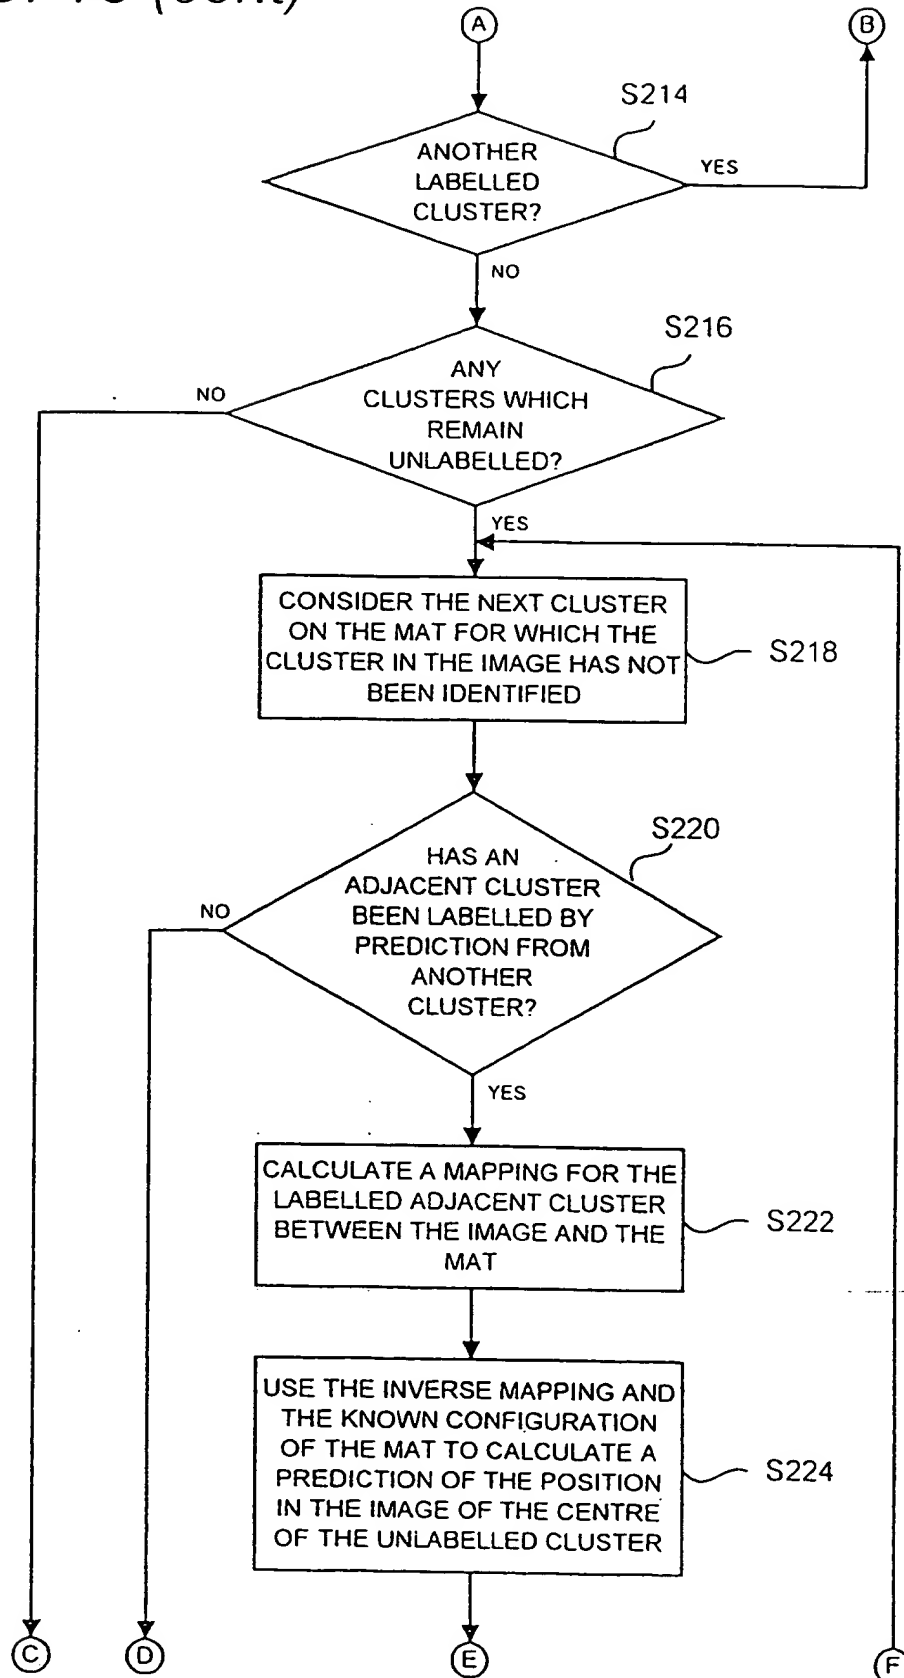 (cont)
A
B
S214
ANOTHER
LABELLED
CLUSTER?
YES
NO
S216
ANY
CLUSTERS WHICH
REMAIN
UNLABELLED?
NO
YES
CONSIDER THE NEXT CLUSTER
ON THE MAT FOR WHICH THE
CLUSTER IN THE IMAGE HAS NOT
BEEN IDENTIFIED
S218
S220
HAS AN
ADJACENT CLUSTER
BEEN LABELLED BY
PREDICTION FROM
ANOTHER
CLUSTER?
NO
YES
CALCULATE A MAPPING FOR THE
LABELLED ADJACENT CLUSTER
BETWEEN THE IMAGE AND THE
MAT
S222
USE THE INVERSE MAPPING AND
THE KNOWN CONFIGURATION
OF THE MAT TO CALCULATE A
PREDICTION OF THE POSITION
IN THE IMAGE OF THE CENTRE
OF THE UNLABELLED CLUSTER
S224
C
D
E
F